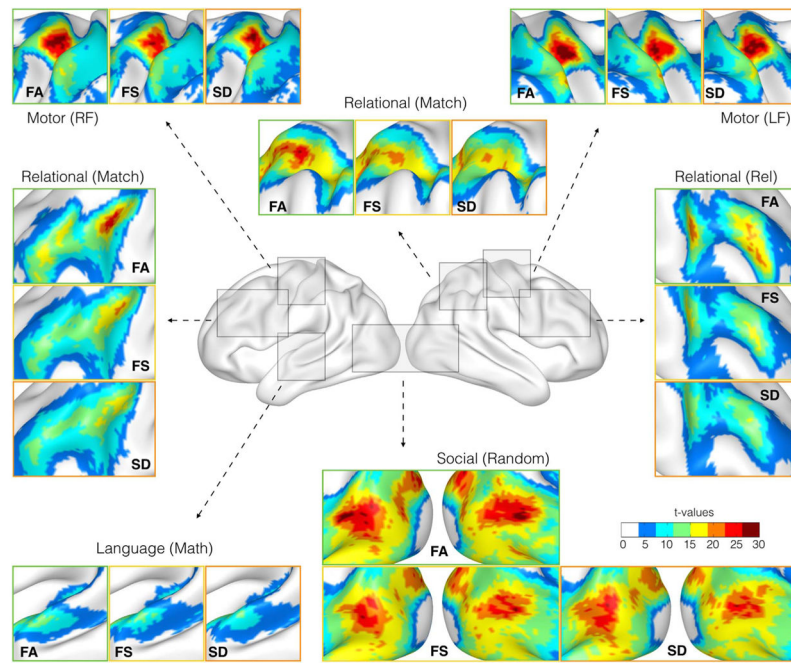 FA FS SD
Motor (RF)
FA FS SD
Motor (LF)
Relational (Match)
FA FS SD
Relational (Match)
FA
FS
SD
Relational (Rel)
FA
FS
SD
Language (Math)
FA FS SD
Social (Random)
FA
FS SD
t-values
0 5 10 15 20 25 30